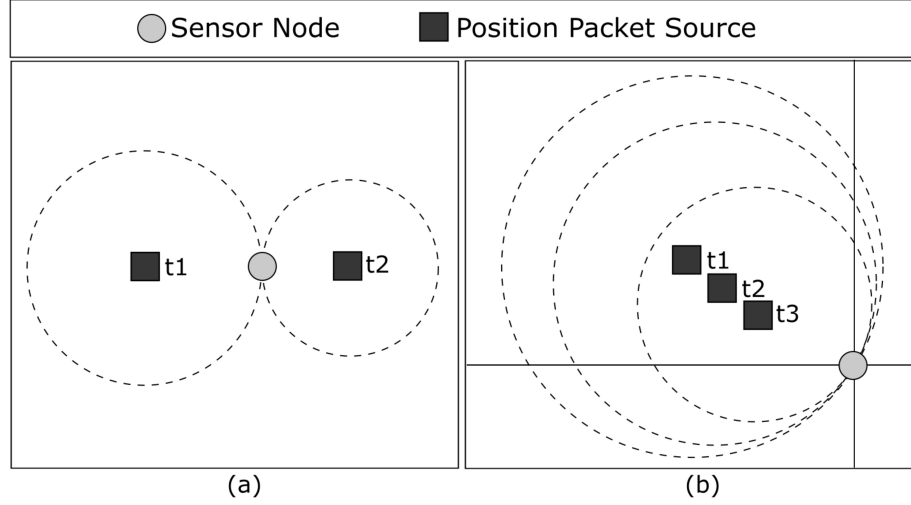 Sensor Node Position Packet Source
t1 t2
t1
t2
t3
(a) (b)